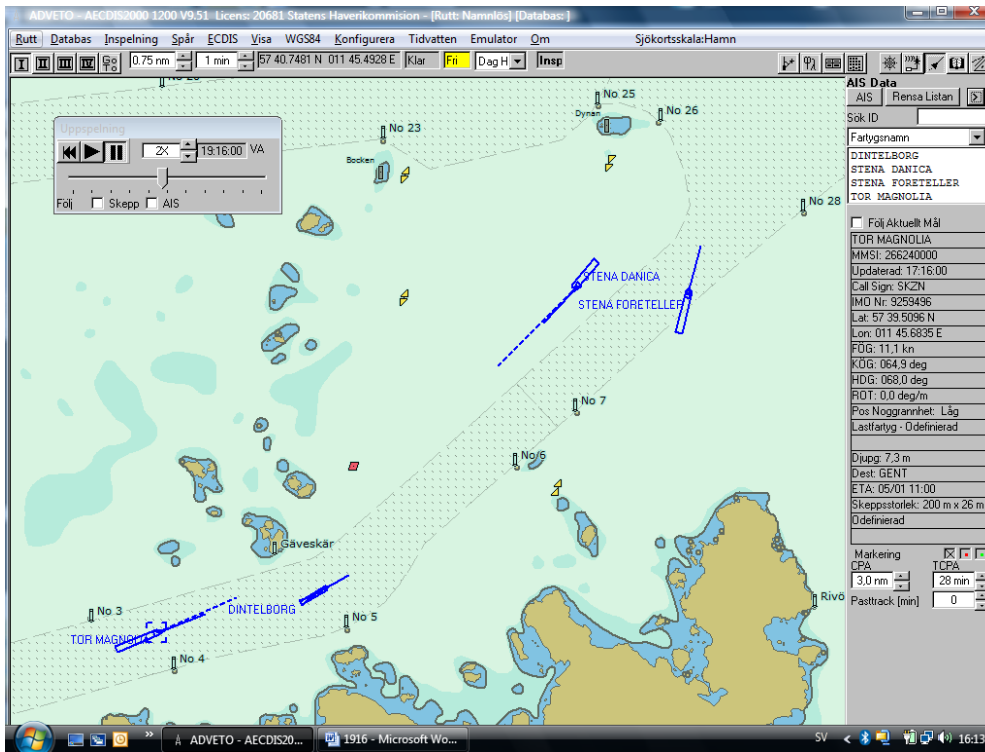 ADVETO - AECDIS2000 1200 V9.51 Licens: 20681 Statens Haverikommision - [Rutt: Namnlös] [Databas: ]
Rutt Databas Inspelning Spår ECDIS Visa WGS84 Konfigurera Tidvatten Emulator Om Sjökortsskala:Hamn
I II III IV 0.75 nm 1 min 57 40.7481 N 011 45.4928 E Klar Fri Dag H Insp
No 25
No 26
Dynan
No 23
Bocken
No 28
Uppspelning
2X 19:16:00 VA
Följ Skepp AIS
STENA DANICA
STENA FORETELLER
No 7
No 6
Gäveskär
DINTELBORG
No 3
No 5
TOR MAGNOLIA
No 4
Rivö
AIS Data
AIS Rensa Listan
Sök ID
Fartygsnamn
DINTELBORG
STENA DANICA
STENA FORETELLER
TOR MAGNOLIA
Följ Aktuellt Mål
TOR MAGNOLIA
MMSI: 266240000
Updaterad: 17:16:00
Call Sign: SKZN
IMO Nr: 9259496
Lat: 57 39.5096 N
Lon: 011 45.6835 E
FÖG: 11,1 kn
KÖG: 064,9 deg
HDG: 068,0 deg
ROT: 0,0 deg/m
Pos Noggrannhet: Låg
Lastfartyg - Odefinierad
Djupg: 7,3 m
Dest: GENT
ETA: 05/01 11:00
Skeppsstorlek: 200 m x 26 m
Odefinierad
Markering
CPA TCPA
3,0 nm 28 min
Pasttrack [min] 0
ADVETO - AECDIS20... 1916 - Microsoft Wo... SV 16:13